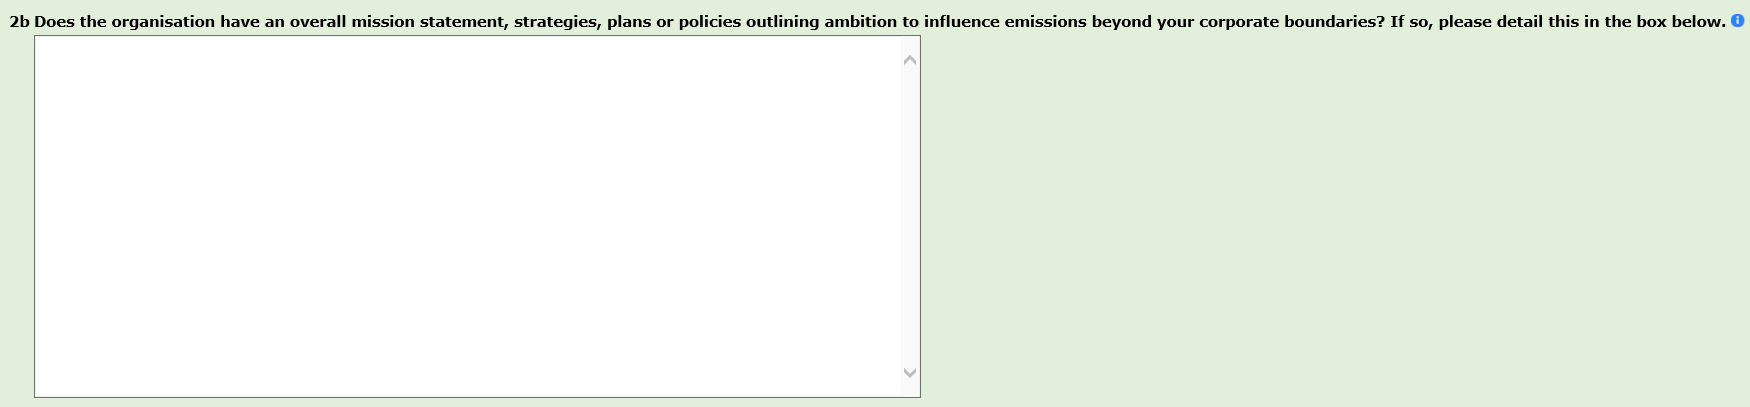 2b Does the organisation have an overall mission statement, strategies, plans or policies outlining ambition to influence emissions beyond your corporate boundaries? If so, please detail this in the box below. i